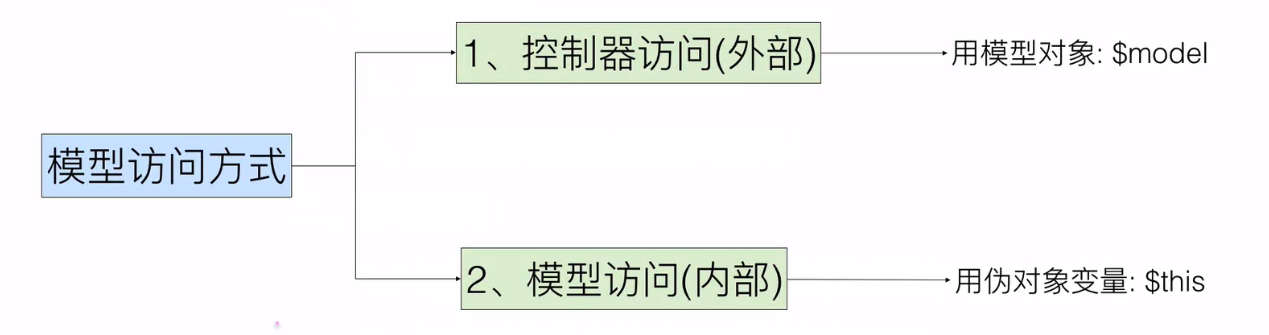 1、控制器访问(外部)
用模型对象: $model
模型访问方式
2、模型访问(内部)
用伪对象变量: $this